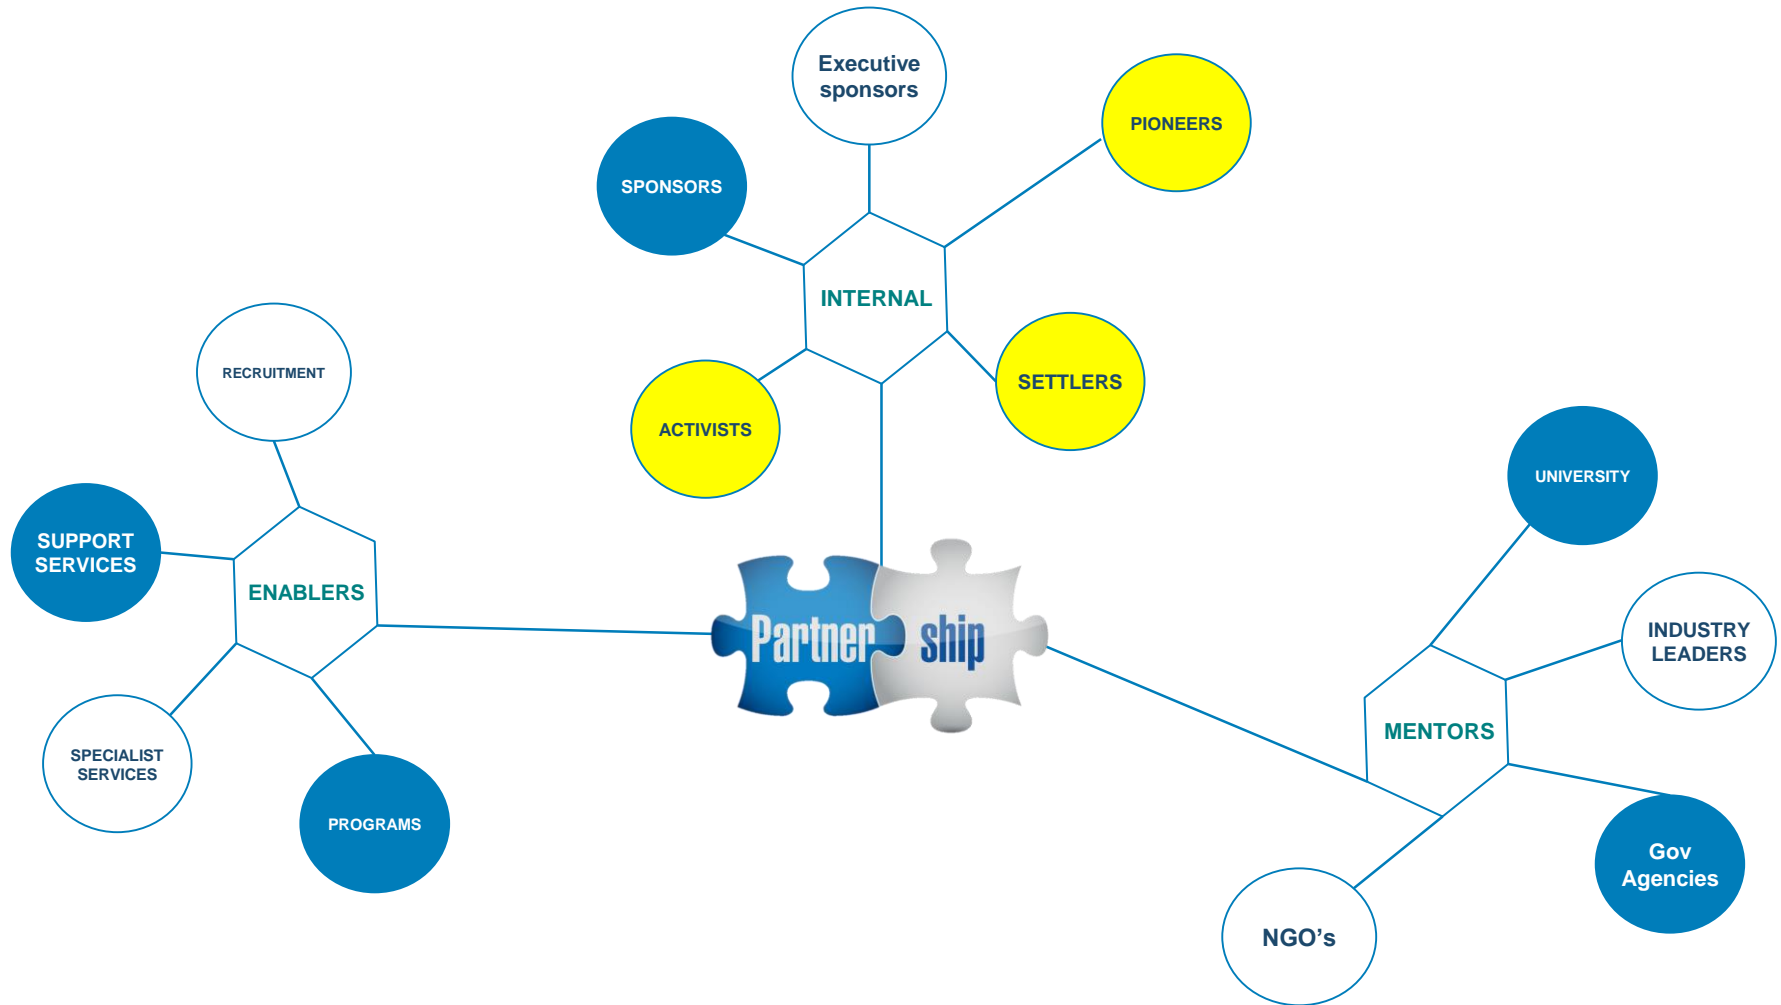 Executive
sponsors
PIONEERS
SPONSORS
INTERNAL
SETTLERS
ACTIVISTS
RECRUITMENT
SUPPORT
SERVICES
ENABLERS
SPECIALIST
SERVICES
PROGRAMS
Partner ship
UNIVERSITY
INDUSTRY
LEADERS
MENTORS
Gov
Agencies
NGO’s